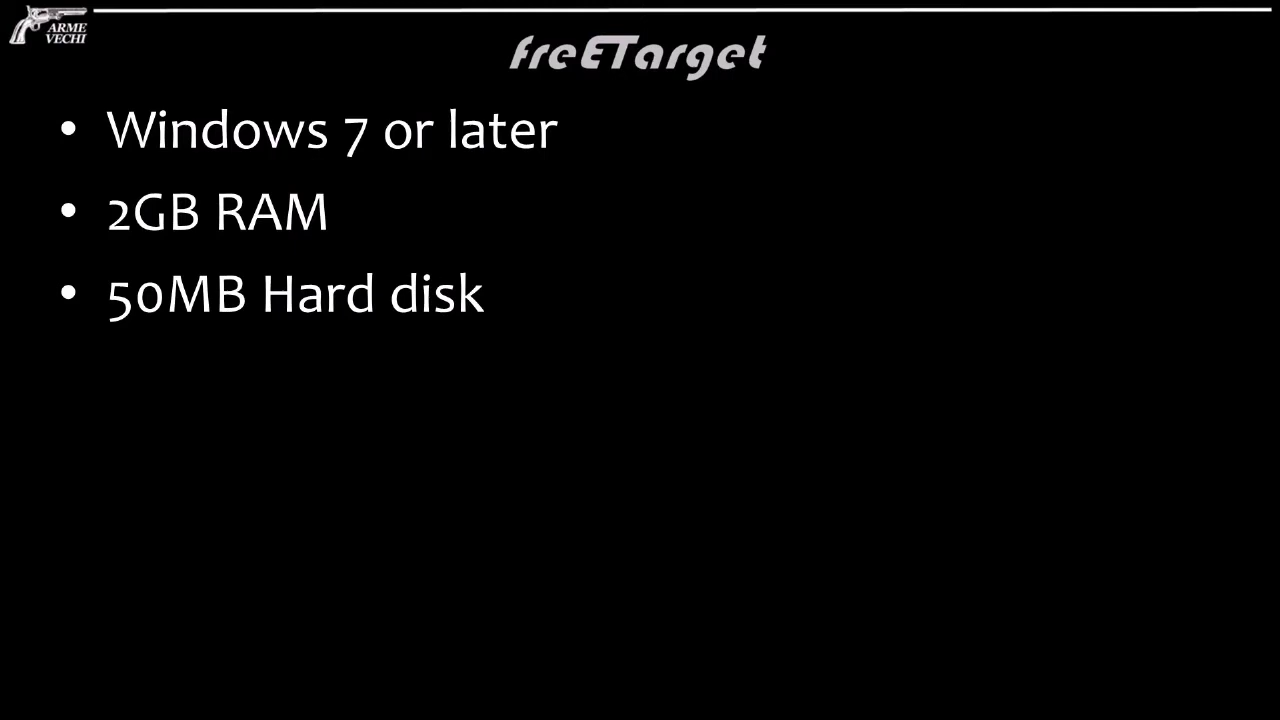 ARME
VECHI
freETarget
• Windows 7 or later
• 2GB RAM
• 50MB Hard disk